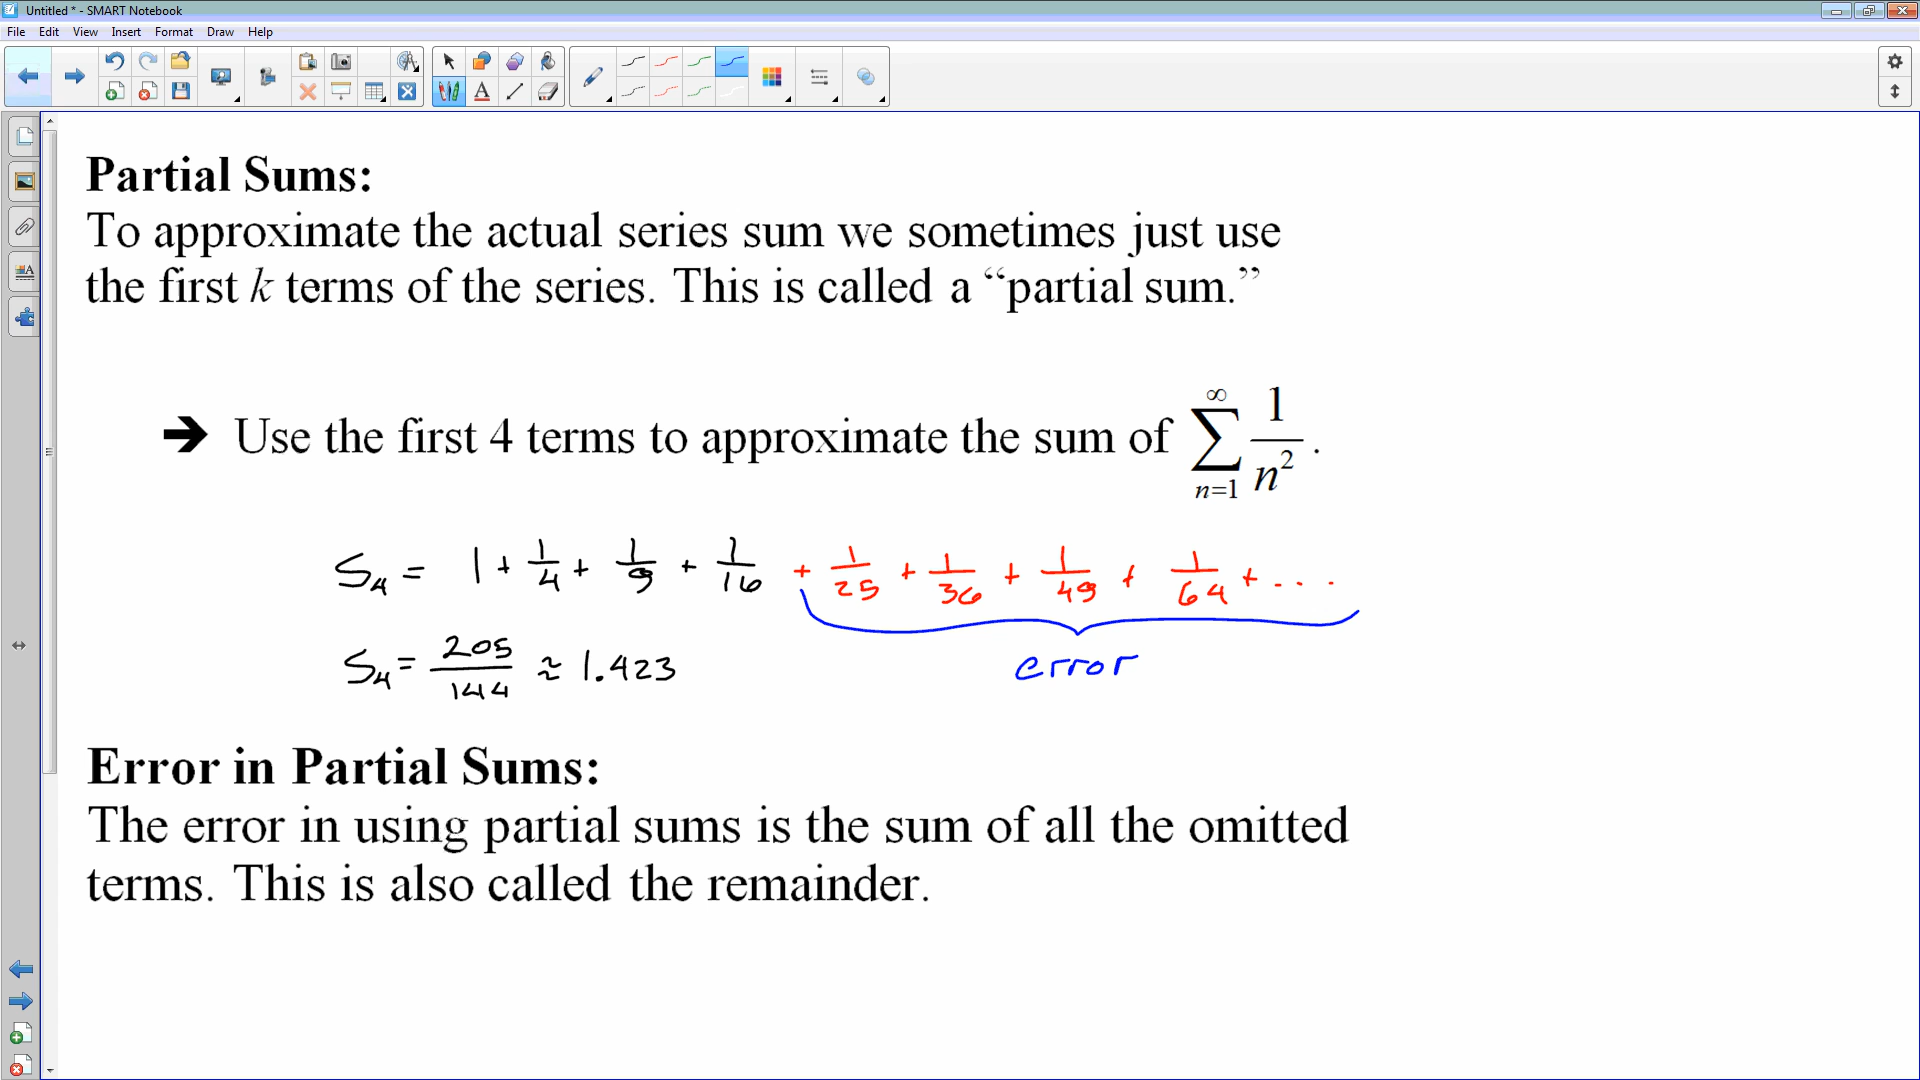 Untitled * - SMART Notebook
File Edit View Insert Format Draw Help
Partial Sums:
To approximate the actual series sum we sometimes just use
the first k terms of the series. This is called a “partial sum.”
➔ Use the first 4 terms to approximate the sum of ∑_{n=1}^{∞} 1/n² .
S₄ = 1 + 1/4 + 1/9 + 1/16 + 1/25 + 1/36 + 1/49 + 1/64 + ...
S₄ = 205/144 ≈ 1.423
error
Error in Partial Sums:
The error in using partial sums is the sum of all the omitted
terms. This is also called the remainder.